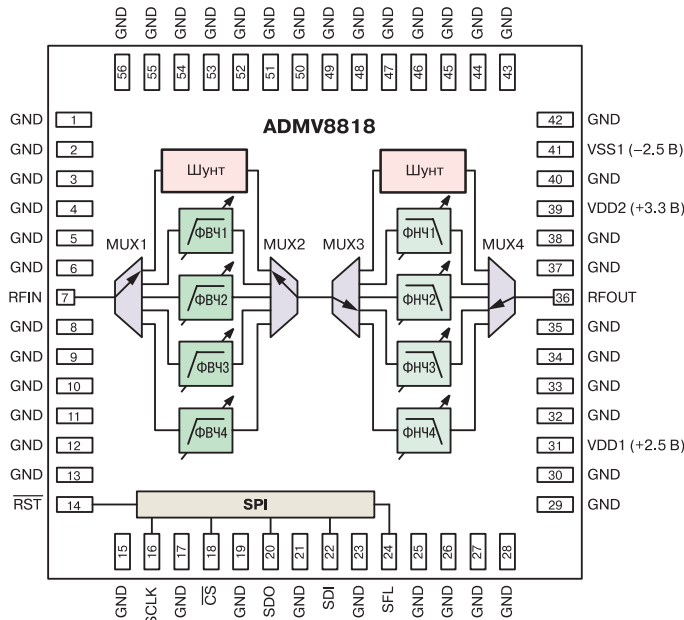 GND GND GND GND GND GND GND GND GND GND GND GND GND GND
56 55 54 53 52 51 50 49 48 47 46 45 44 43
ADMV8818
GND 1
GND 2
GND 3
GND 4
GND 5
GND 6
RFIN 7
GND 8
GND 9
GND 10
GND 11
GND 12
GND 13
RST 14
42 GND
41 VSS1 (−2.5 В)
40 GND
39 VDD2 (+3.3 В)
38 GND
37 GND
36 RFOUT
35 GND
34 GND
33 GND
32 GND
31 VDD1 (+2.5 В)
30 GND
29 GND
Шунт
Шунт
MUX1
MUX2
MUX3
MUX4
ФВЧ1
ФВЧ2
ФВЧ3
ФВЧ4
ФНЧ1
ФНЧ2
ФНЧ3
ФНЧ4
SPI
15 16 17 18 19 20 21 22 23 24 25 26 27 28
GND SCLK GND CS GND SDO GND SDI GND SFL GND GND GND GND